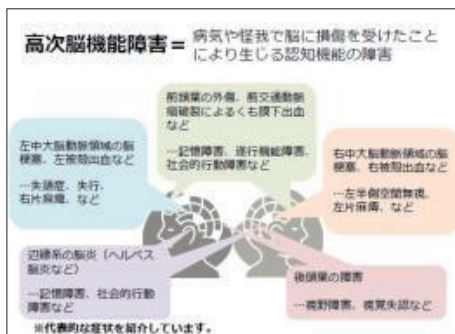 高次脳機能障害＝
病気や怪我で脳に損傷を受けたこと
により生じる認知機能の障害
前頭葉の外傷、前交通動脈
瘤破裂によるくも膜下出血
など
…記憶障害、遂行機能障害、
社会的行動障害など
左中大脳動脈領域の脳
梗塞、左被殻出血など
…失語症、失行、
右片麻痺、など
右中大脳動脈領域の脳
梗塞、右被殻出血など
…左半側空間無視、
左片麻痺、など
辺縁系の脳炎（ヘルペス
脳炎など）
…記憶障害、社会的行動
障害など
後頭葉の障害
…視野障害、視覚失認など
※代表的な症状を紹介しています。